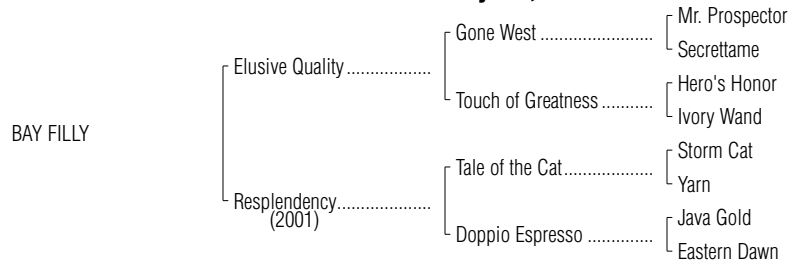 Mr. Prospector
Gone West ........................
Secrettame
Elusive Quality ..................
Hero's Honor
Touch of Greatness ...........
Ivory Wand
BAY FILLY
Storm Cat
Tale of the Cat...................
Yarn
Resplendency....................
(2001)
Java Gold
Doppio Espresso ..............
Eastern Dawn